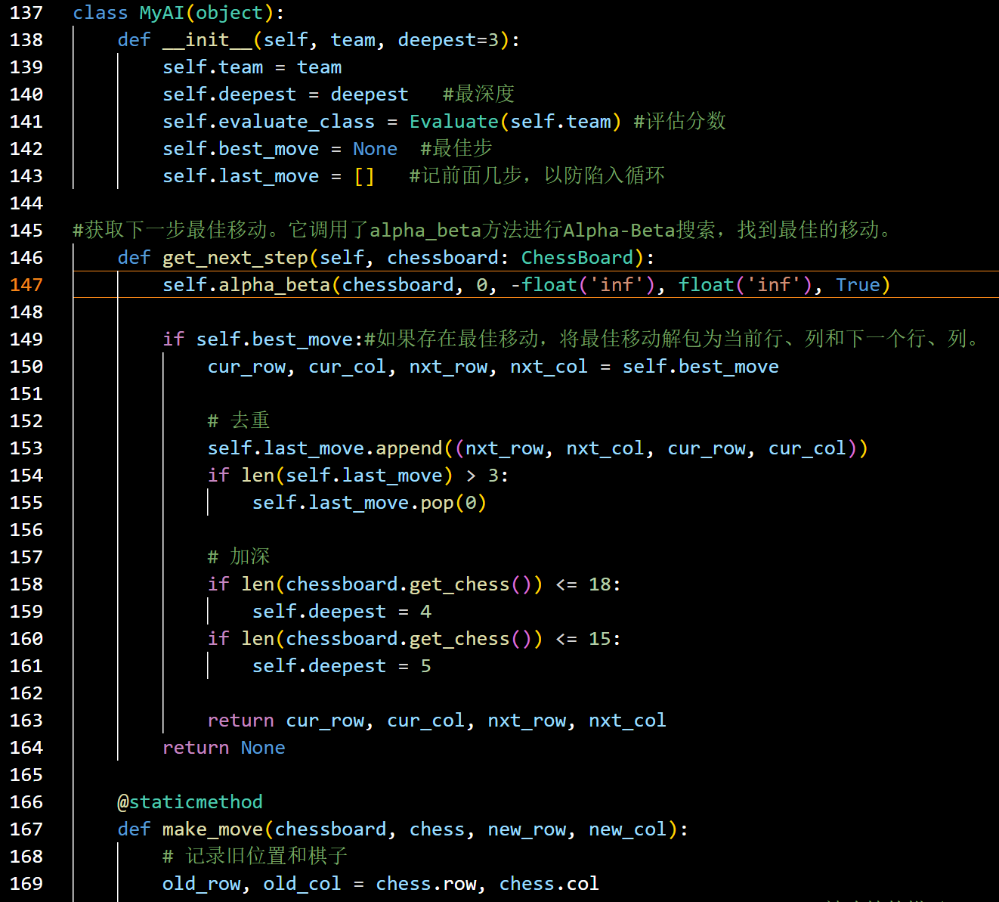 137 class MyAI(object):
138     def __init__(self, team, deepest=3):
139         self.team = team
140         self.deepest = deepest   #最深度
141         self.evaluate_class = Evaluate(self.team) #评估分数
142         self.best_move = None  #最佳步
143         self.last_move = []   #记前面几步，以防陷入循环
144
145 #获取下一步最佳移动。它调用了alpha_beta方法进行Alpha-Beta搜索，找到最佳的移动。
146     def get_next_step(self, chessboard: ChessBoard):
147         self.alpha_beta(chessboard, 0, -float('inf'), float('inf'), True)
148
149         if self.best_move:#如果存在最佳移动，将最佳移动解包为当前行、列和下一个行、列。
150             cur_row, cur_col, nxt_row, nxt_col = self.best_move
151
152             # 去重
153             self.last_move.append((nxt_row, nxt_col, cur_row, cur_col))
154             if len(self.last_move) > 3:
155                 self.last_move.pop(0)
156
157             # 加深
158             if len(chessboard.get_chess()) <= 18:
159                 self.deepest = 4
160             if len(chessboard.get_chess()) <= 15:
161                 self.deepest = 5
162
163             return cur_row, cur_col, nxt_row, nxt_col
164         return None
165
166     @staticmethod
167     def make_move(chessboard, chess, new_row, new_col):
168         # 记录旧位置和棋子
169         old_row, old_col = chess.row, chess.col